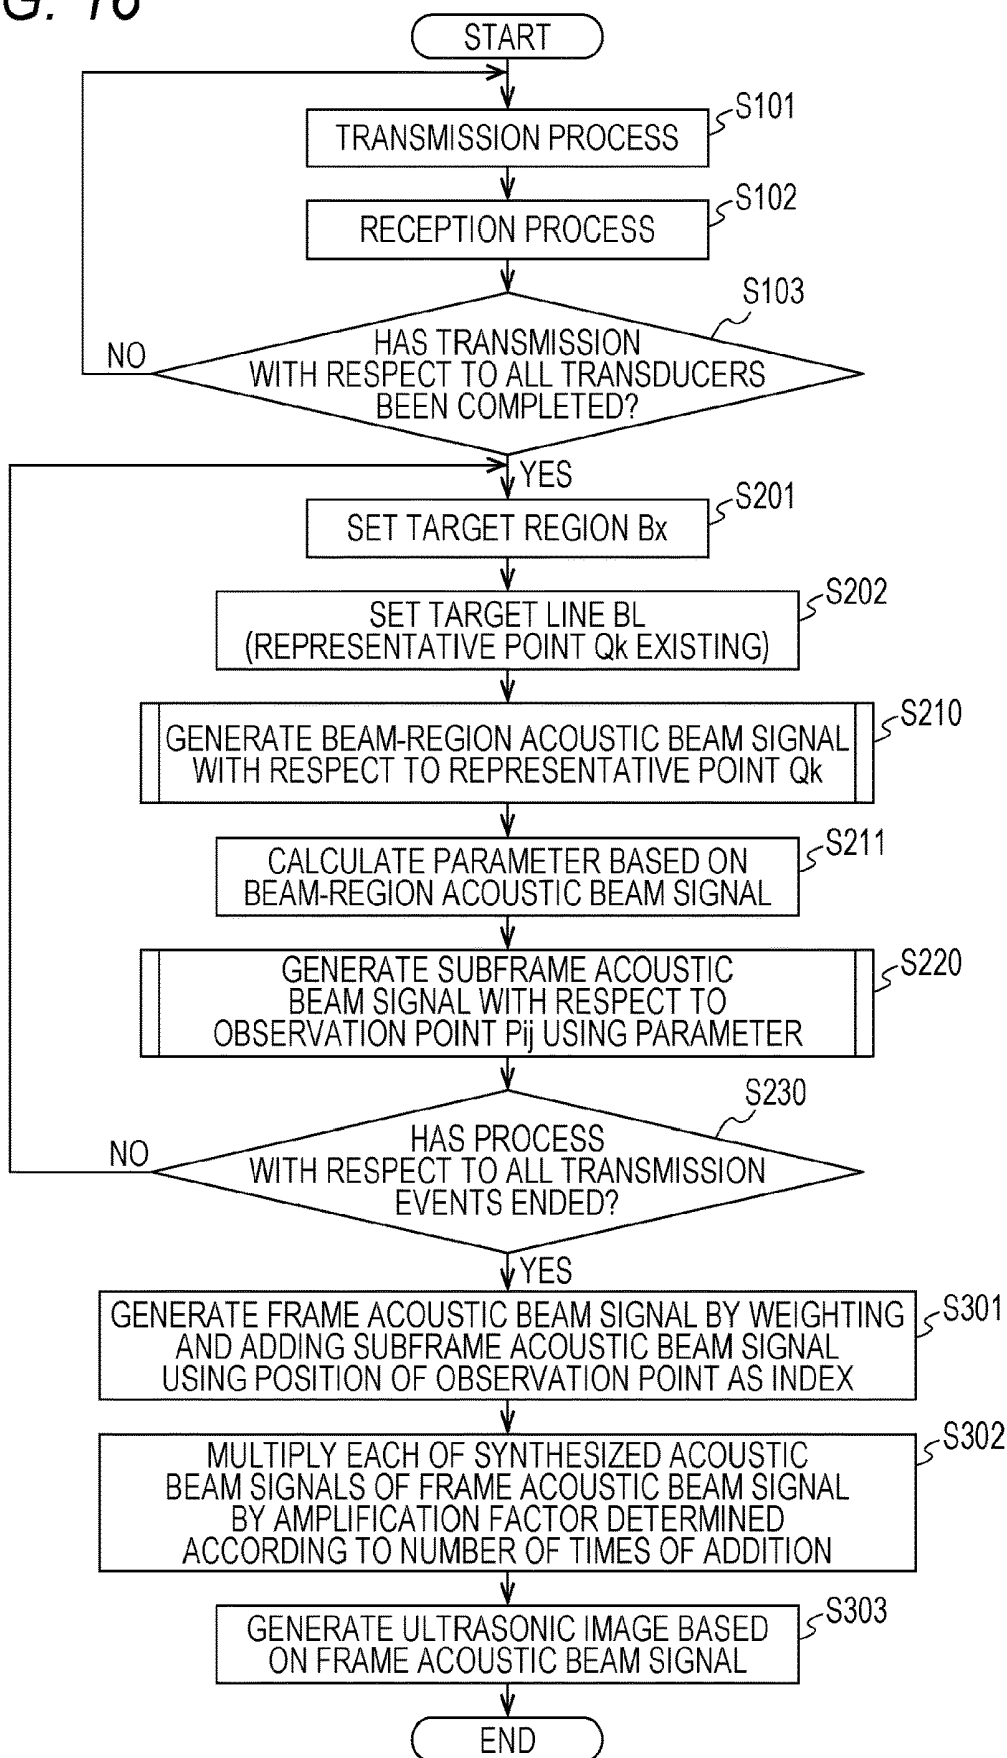 G. 16
START
S101
TRANSMISSION PROCESS
S102
RECEPTION PROCESS
S103
HAS TRANSMISSION
WITH RESPECT TO ALL TRANSDUCERS
BEEN COMPLETED?
NO
YES
S201
SET TARGET REGION Bx
S202
SET TARGET LINE BL
(REPRESENTATIVE POINT Qk EXISTING)
S210
GENERATE BEAM-REGION ACOUSTIC BEAM SIGNAL
WITH RESPECT TO REPRESENTATIVE POINT Qk
S211
CALCULATE PARAMETER BASED ON
BEAM-REGION ACOUSTIC BEAM SIGNAL
S220
GENERATE SUBFRAME ACOUSTIC
BEAM SIGNAL WITH RESPECT TO
OBSERVATION POINT Pij USING PARAMETER
S230
HAS PROCESS
WITH RESPECT TO ALL TRANSMISSION
EVENTS ENDED?
NO
YES
S301
GENERATE FRAME ACOUSTIC BEAM SIGNAL BY WEIGHTING
AND ADDING SUBFRAME ACOUSTIC BEAM SIGNAL
USING POSITION OF OBSERVATION POINT AS INDEX
S302
MULTIPLY EACH OF SYNTHESIZED ACOUSTIC
BEAM SIGNALS OF FRAME ACOUSTIC BEAM SIGNAL
BY AMPLIFICATION FACTOR DETERMINED
ACCORDING TO NUMBER OF TIMES OF ADDITION
S303
GENERATE ULTRASONIC IMAGE BASED
ON FRAME ACOUSTIC BEAM SIGNAL
END